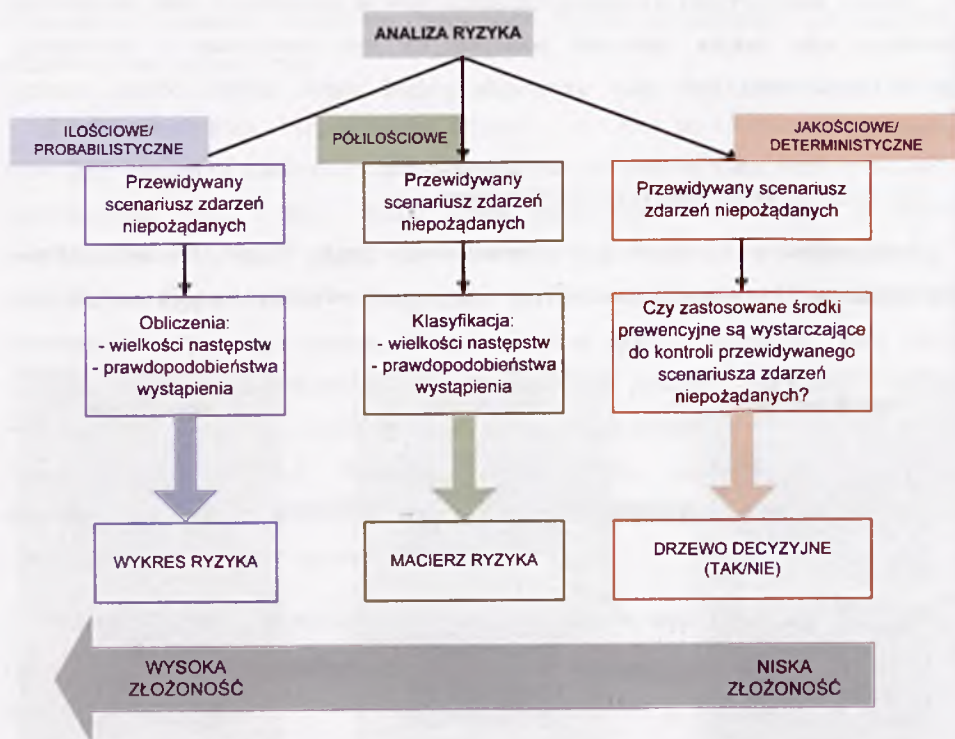 ANALIZA RYZYKA
ILOŚCIOWE/
PROBABILISTYCZNE
PÓŁILOŚCIOWE
JAKOŚCIOWE/
DETERMINISTYCZNE
Przewidywany
scenariusz zdarzeń
niepożądanych
Przewidywany
scenariusz zdarzeń
niepożądanych
Przewidywany scenariusz
zdarzeń niepożądanych
Obliczenia:
- wielkości następstw
- prawdopodobieństwa
wystąpienia
Klasyfikacja:
- wielkości następstw
- prawdopodobieństwa
wystąpienia
Czy zastosowane środki
prewencyjne są wystarczające
do kontroli przewidywanego
scenariusza zdarzeń
niepożądanych?
WYKRES RYZYKA
MACIERZ RYZYKA
DRZEWO DECYZYJNE
(TAK/NIE)
WYSOKA
ZŁOŻONOŚĆ
NISKA
ZŁOŻONOŚĆ